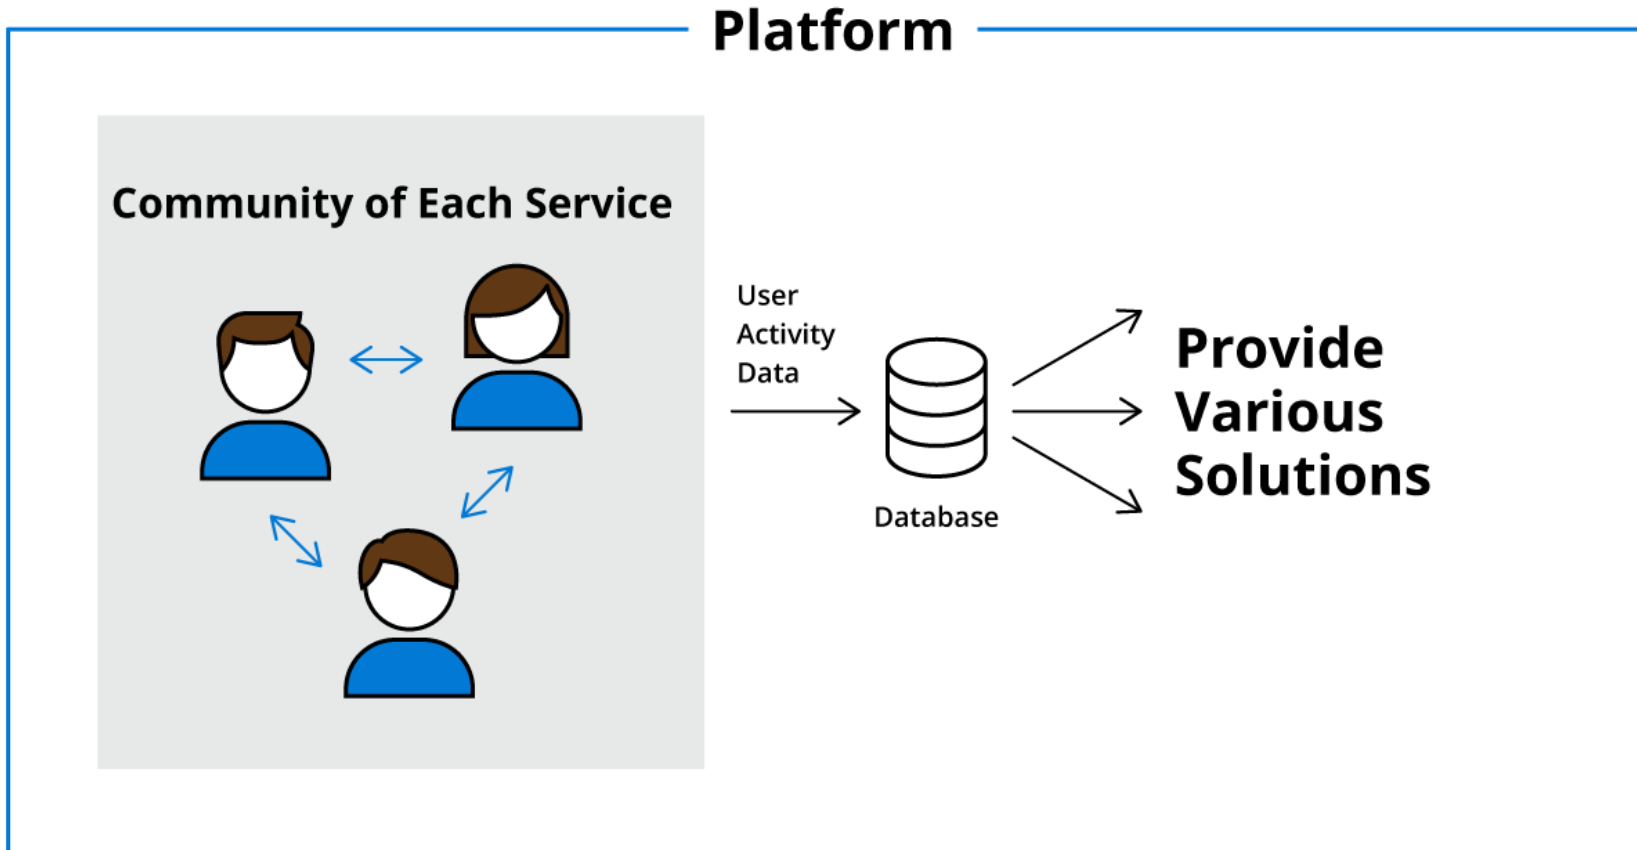 Platform
Community of Each Service
User
Activity
Data
Database
Provide
Various
Solutions